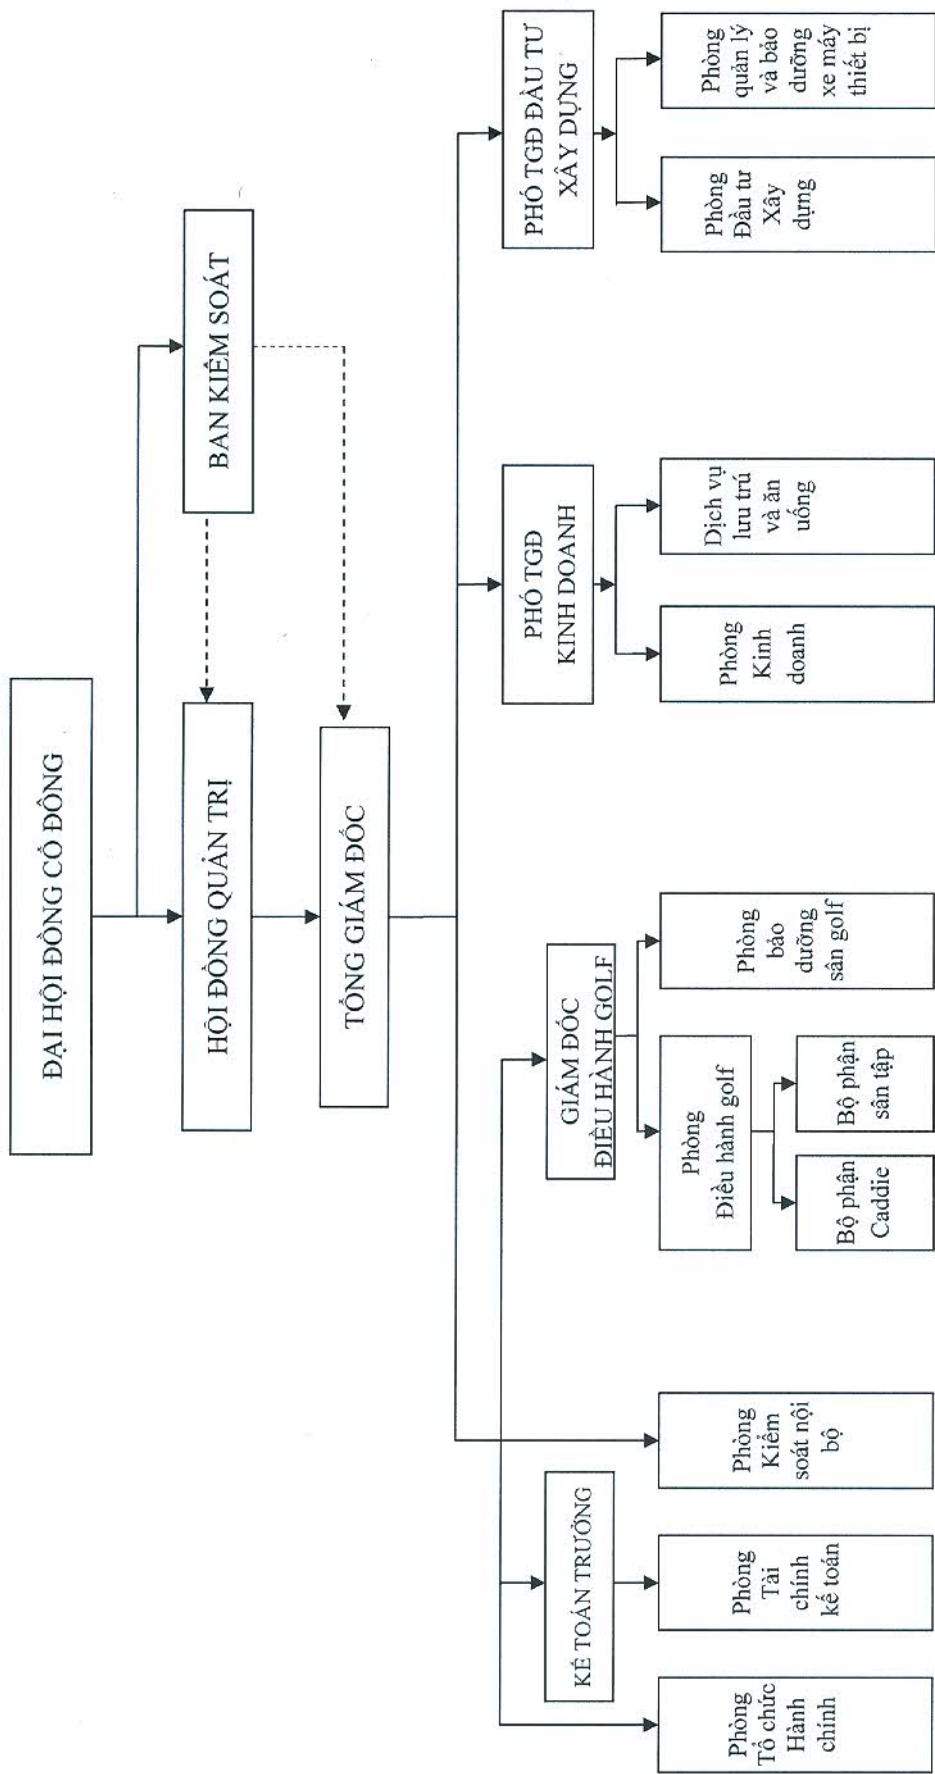 ĐẠI HỘI ĐỒNG CỔ ĐÔNG
HỘI ĐỒNG QUẢN TRỊ
BAN KIỂM SOÁT
TỔNG GIÁM ĐỐC
KẾ TOÁN TRƯỞNG
GIÁM ĐỐC
ĐIỀU HÀNH GOLF
PHÓ TGĐ
KINH DOANH
PHÓ TGĐ ĐẦU TƯ
XÂY DỰNG
Phòng
Tổ chức
Hành
chính
Phòng
Tài
chính
kế toán
Phòng
Kiểm
soát nội
bộ
Phòng
Điều hành golf
Phòng
bảo
dưỡng
sân golf
Phòng
Kinh
doanh
Dịch vụ
lưu trú
và ăn
uống
Phòng
Đầu tư
Xây
dựng
Phòng
quản lý
và bảo
dưỡng
xe máy
thiết bị
Bộ phận
Caddie
Bộ phận
sân tập